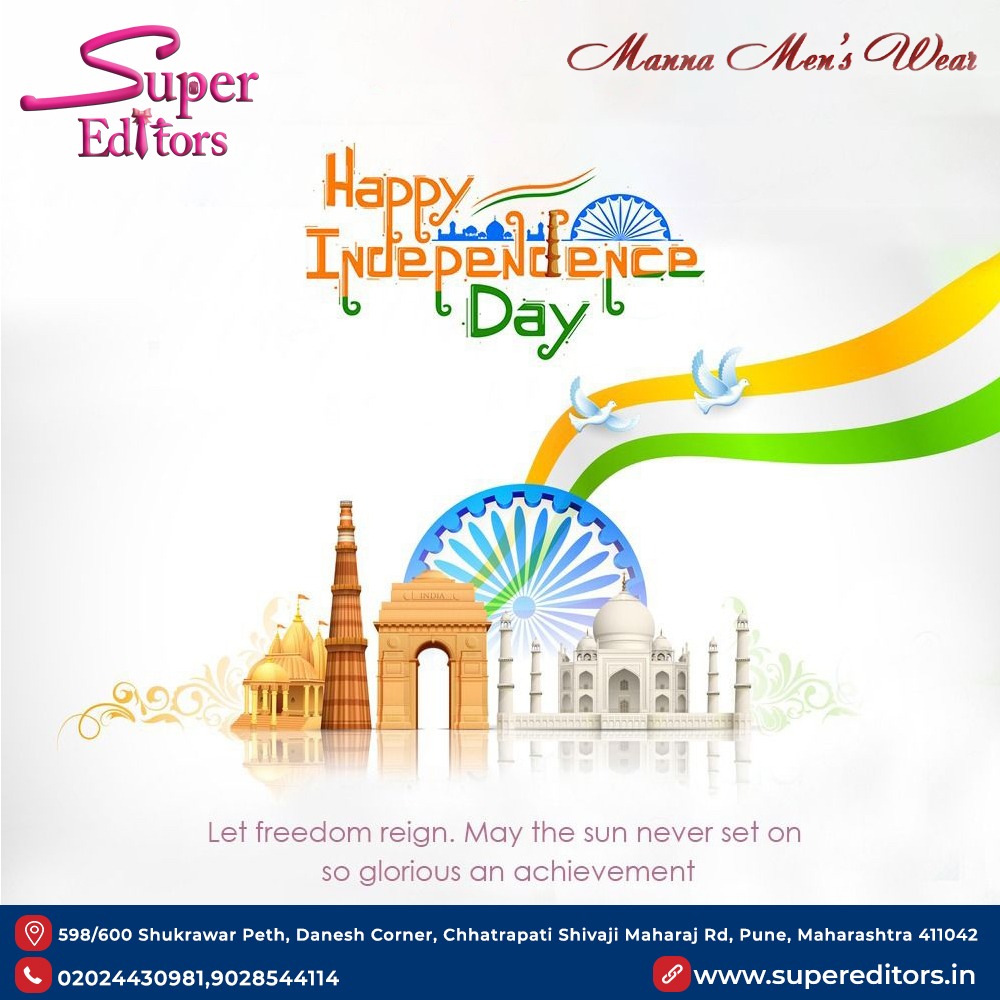 Super
Editors
Manna Men's Wear
Happy
Independence
Day
INDIA
Let freedom reign. May the sun never set on
so glorious an achievement
598/600 Shukrawar Peth, Danesh Corner, Chhatrapati Shivaji Maharaj Rd, Pune, Maharashtra 411042
02024430981,9028544114
www.supereditors.in